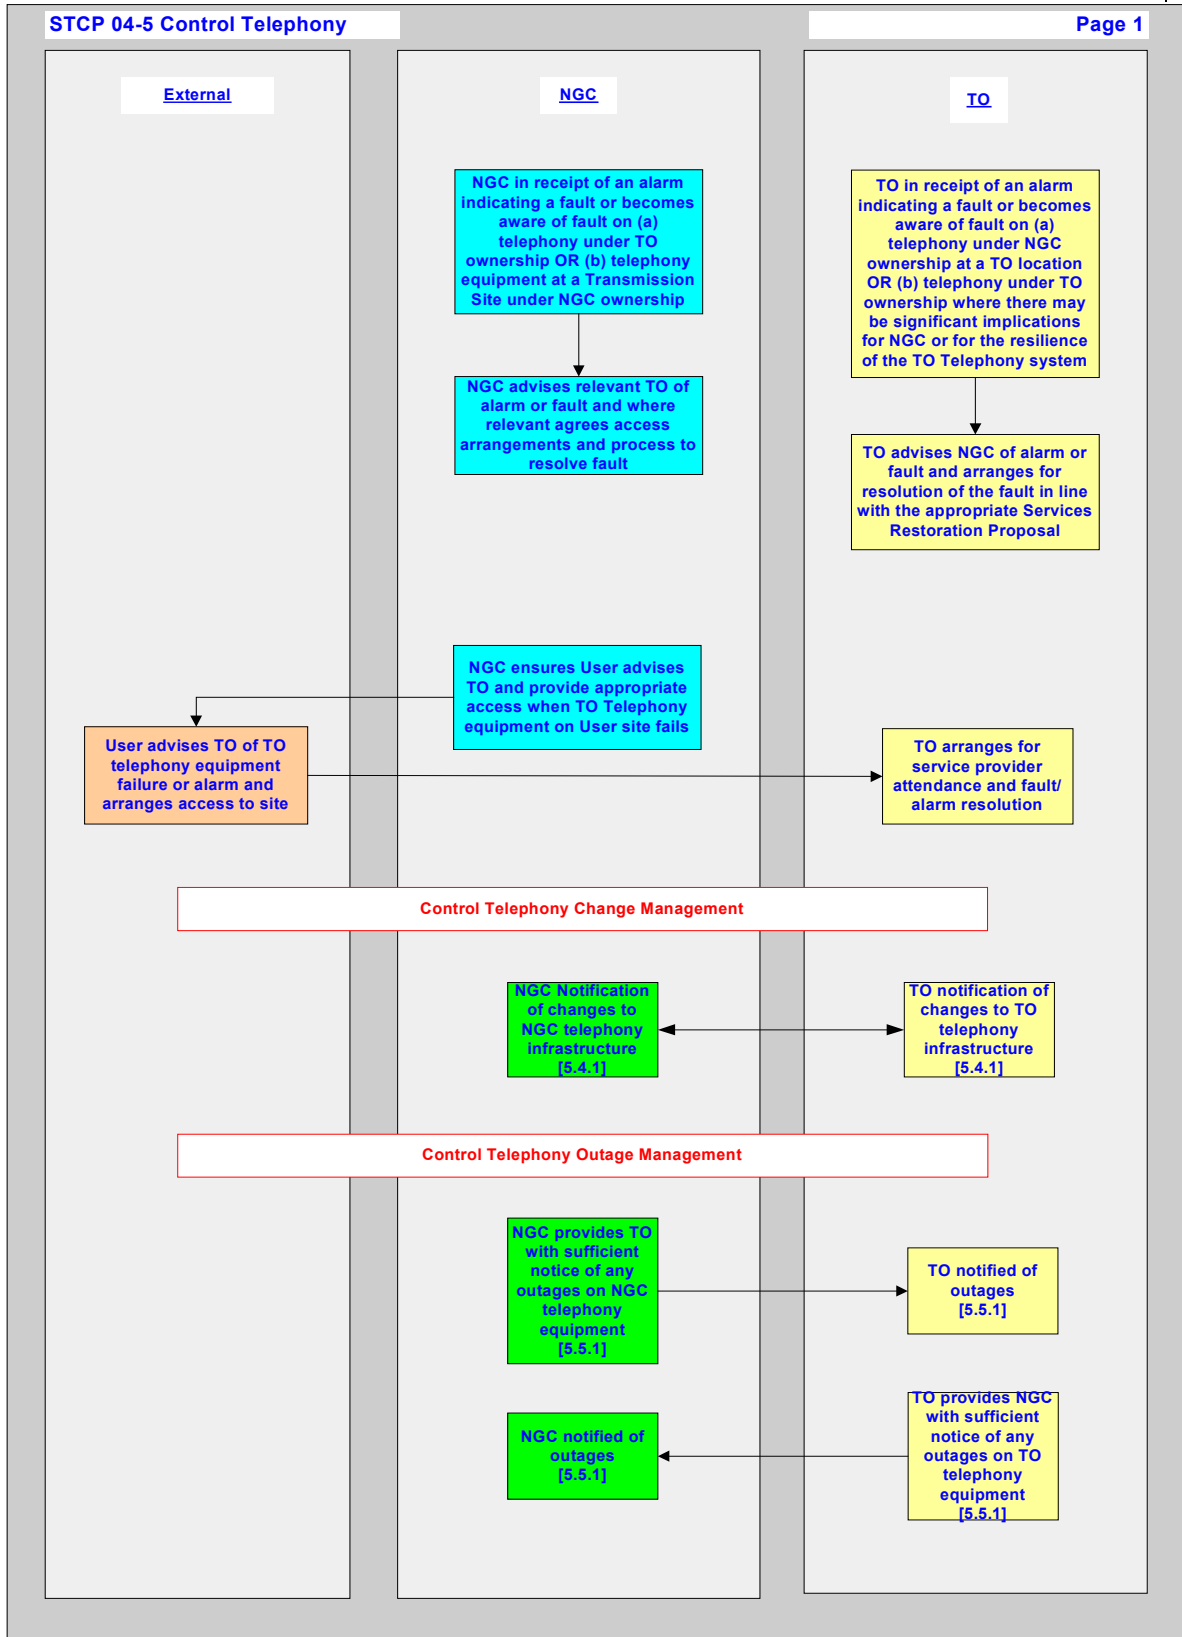 STCP 04-5 Control Telephony
Page 1
External
NGC
TO
NGC in receipt of an alarm
indicating a fault or becomes
aware of fault on (a)
telephony under TO
ownership OR (b) telephony
equipment at a Transmission
Site under NGC ownership
TO in receipt of an alarm
indicating a fault or becomes
aware of fault on (a)
telephony under NGC
ownership at a TO location
OR (b) telephony under TO
ownership where there may
be significant implications
for NGC or for the resilience
of the TO Telephony system
NGC advises relevant TO of
alarm or fault and where
relevant agrees access
arrangements and process to
resolve fault
TO advises NGC of alarm or
fault and arranges for
resolution of the fault in line
with the appropriate Services
Restoration Proposal
NGC ensures User advises
TO and provide appropriate
access when TO Telephony
equipment on User site fails
User advises TO of TO
telephony equipment
failure or alarm and
arranges access to site
TO arranges for
service provider
attendance and fault/
alarm resolution
Control Telephony Change Management
NGC Notification
of changes to
NGC telephony
infrastructure
[5.4.1]
TO notification of
changes to TO
telephony
infrastructure
[5.4.1]
Control Telephony Outage Management
NGC provides TO
with sufficient
notice of any
outages on NGC
telephony
equipment
[5.5.1]
TO notified of
outages
[5.5.1]
NGC notified of
outages
[5.5.1]
TO provides NGC
with sufficient
notice of any
outages on TO
telephony
equipment
[5.5.1]